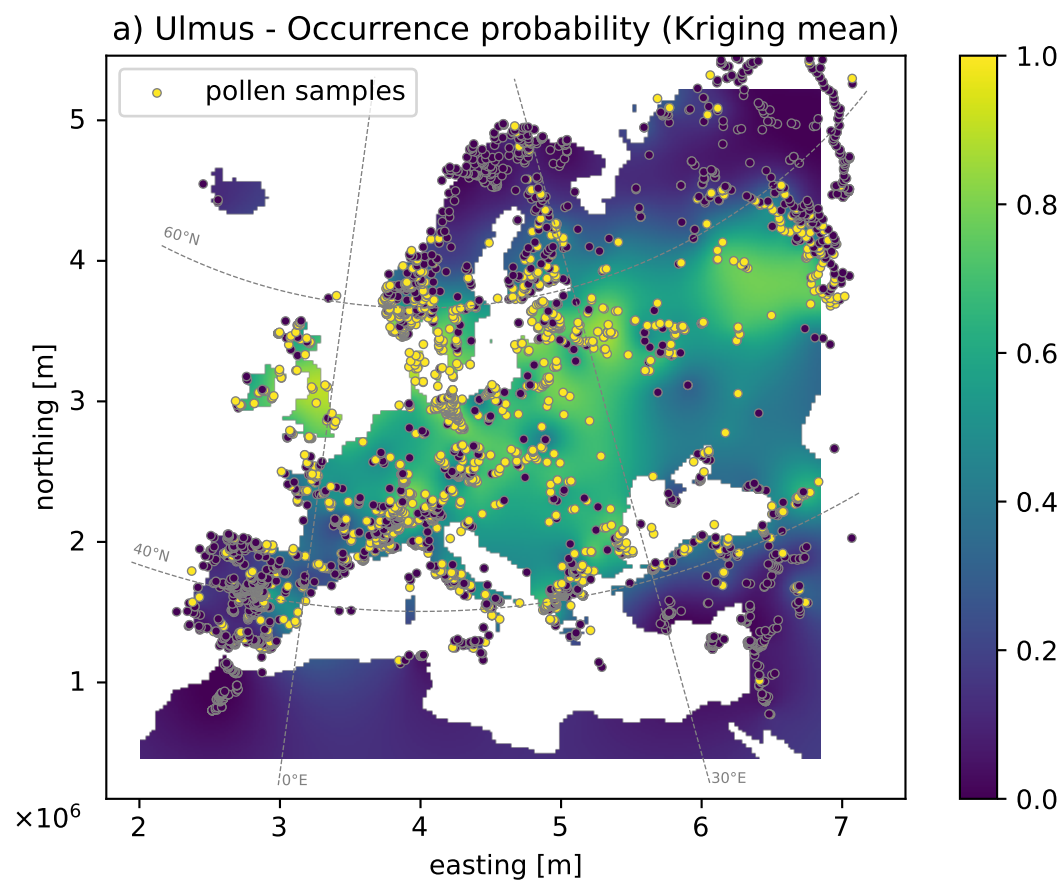 a) Ulmus - Occurrence probability (Kriging mean)
pollen samples
1.0
0.8
0.6
0.4
0.2
0.0
5
4
3
2
1
northing [m]
60°N
40°N
0°E
30°E
×10⁶
2 3 4 5 6 7
easting [m]